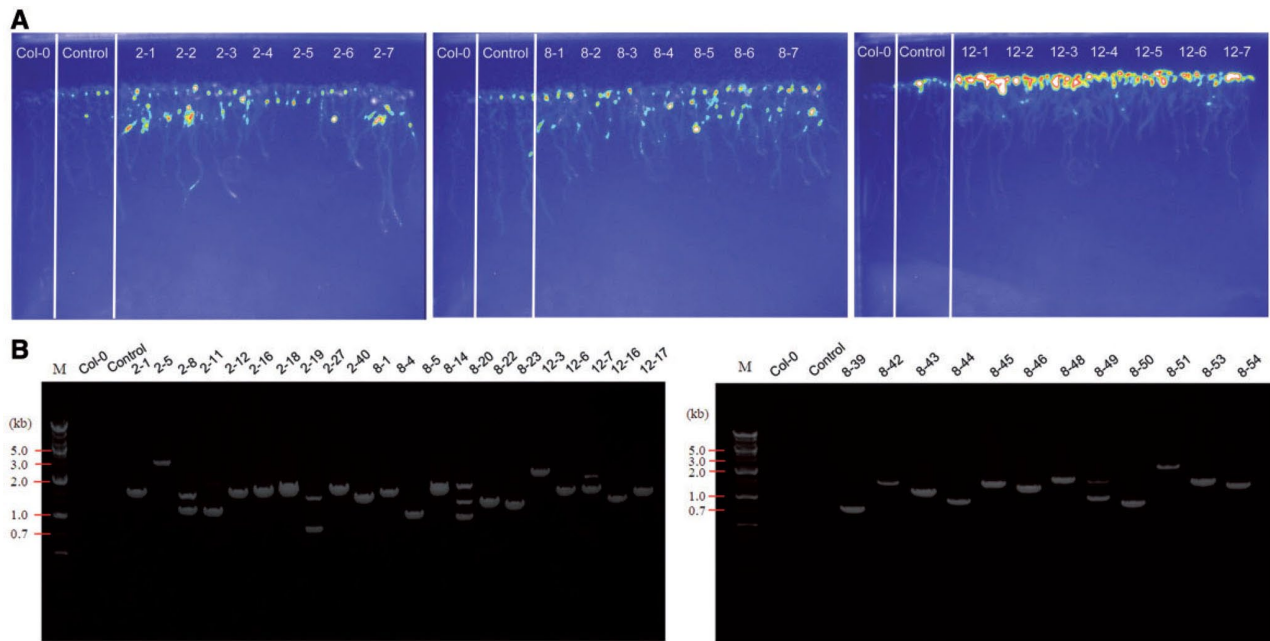 A
Col-0 Control 2-1 2-2 2-3 2-4 2-5 2-6 2-7
Col-0 Control 8-1 8-2 8-3 8-4 8-5 8-6 8-7
Col-0 Control 12-1 12-2 12-3 12-4 12-5 12-6 12-7
B
M Col-0 Control 2-1 2-5 2-8 2-11 2-12 2-16 2-18 2-19 2-27 2-40 8-1 8-4 8-5 8-14 8-20 8-22 8-23 12-3 12-6 12-7 12-16 12-17
(kb)
5.0
3.0
2.0
1.0
0.7
M Col-0 Control 8-39 8-42 8-43 8-44 8-45 8-46 8-48 8-49 8-50 8-51 8-53 8-54
(kb)
5.0
3.0
2.0
1.0
0.7